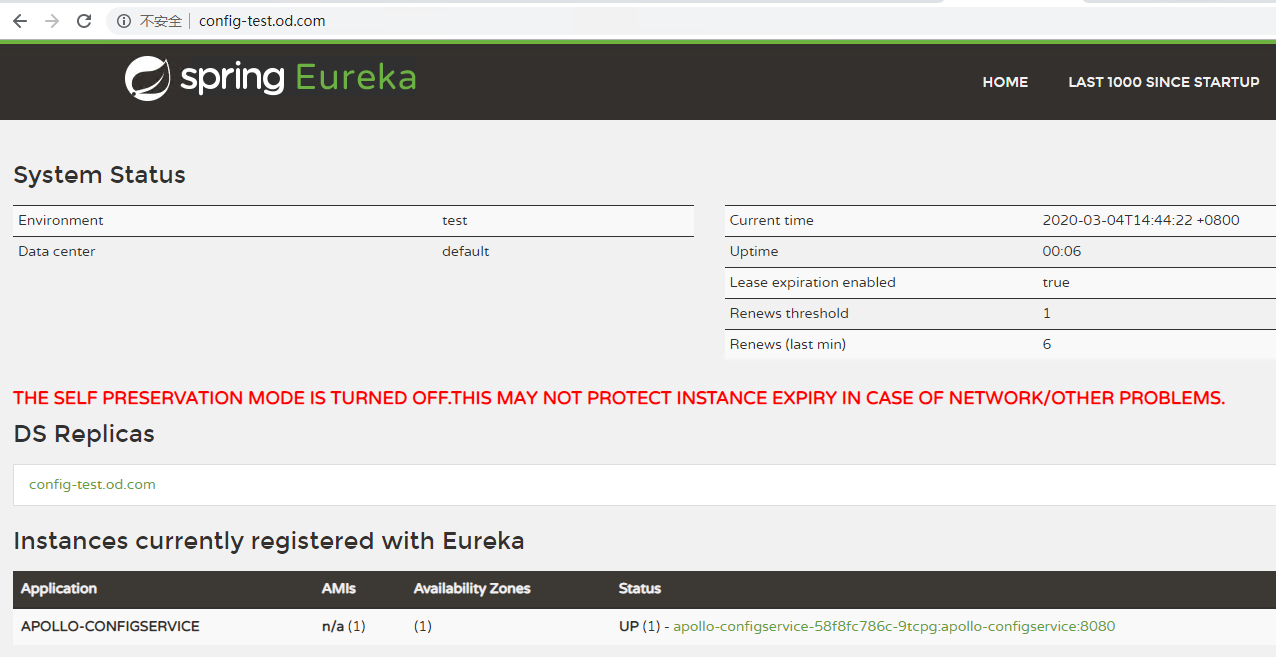 不安全 config-test.od.com
spring Eureka
HOME LAST 1000 SINCE STARTUP
System Status
Environment test
Data center default
Current time 2020-03-04T14:44:22 +0800
Uptime 00:06
Lease expiration enabled true
Renews threshold 1
Renews (last min) 6
THE SELF PRESERVATION MODE IS TURNED OFF.THIS MAY NOT PROTECT INSTANCE EXPIRY IN CASE OF NETWORK/OTHER PROBLEMS.
DS Replicas
config-test.od.com
Instances currently registered with Eureka
Application AMIs Availability Zones Status
APOLLO-CONFIGSERVICE n/a (1) (1) UP (1) - apollo-configservice-58f8fc786c-9tcpg:apollo-configservice:8080